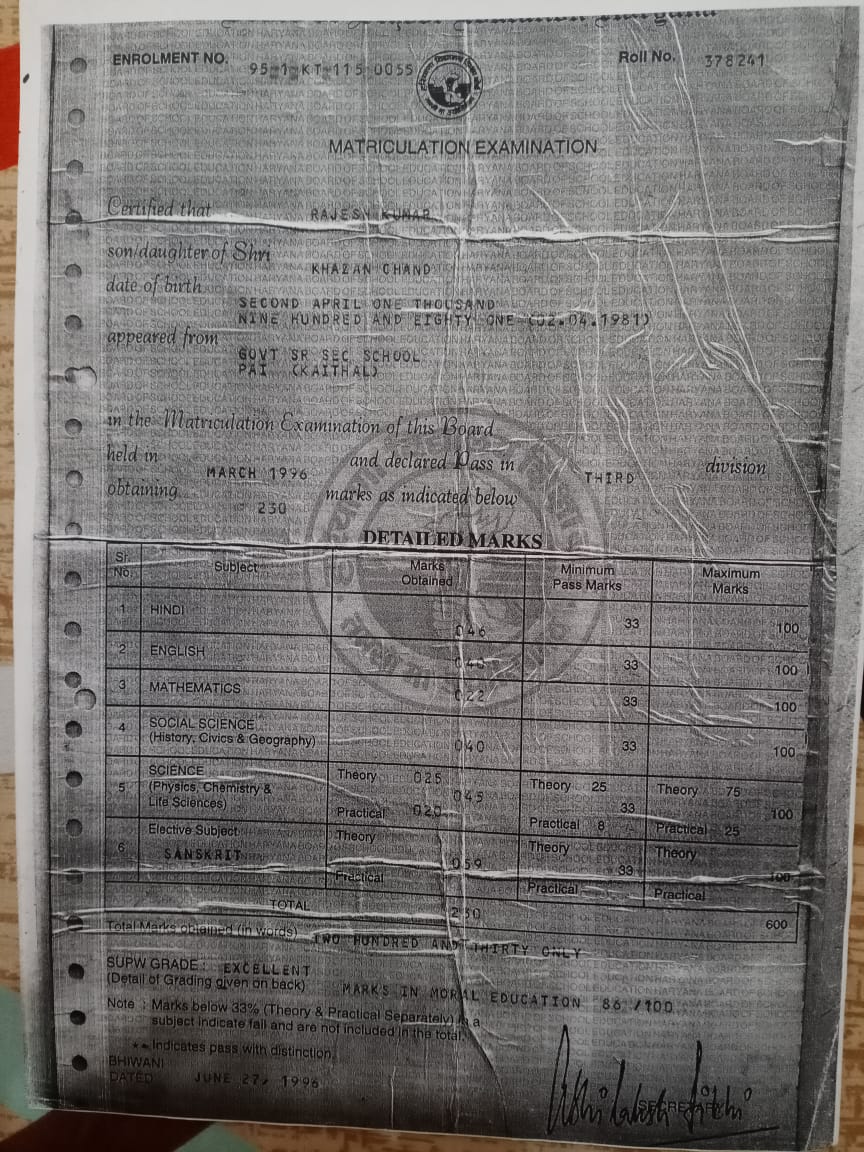 ENROLMENT NO. 95-1-KT-115-0055 Roll No. 378241
MATRICULATION EXAMINATION
Certified that RAJESH KUMAR
son/daughter of Shri KHAZAN CHAND
date of birth
SECOND APRIL ONE THOUSAND
NINE HUNDRED AND EIGHTY ONE (02.04.1981)
appeared from
GOVT SR SEC SCHOOL
PAI (KAITHAL)
in the Matriculation Examination of this Board
held in MARCH 1996 and declared Pass in THIRD division
obtaining 230 marks as indicated below
DETAILED MARKS
Sr. No. Subject Marks Obtained Minimum Pass Marks Maximum Marks
1 HINDI 046 33 100
2 ENGLISH 33 100
3 MATHEMATICS 022 33 100
4 SOCIAL SCIENCE (History, Civics & Geography) 040 33 100
5 SCIENCE (Physics, Chemistry & Life Sciences) Theory 025 045 Practical 020 Theory 25 33 Practical 8 Theory 75 100 Practical 25
6 Elective Subject SANSKRIT Theory 059 Practical Theory 33 Practical Theory 100 Practical
TOTAL 230 600
Total Marks obtained (in words) TWO HUNDRED AND THIRTY ONLY
SUPW GRADE : EXCELLENT
(Detail of Grading given on back) MARKS IN MORAL EDUCATION 86 /100
Note : Marks below 33% (Theory & Practical Separately) in a
subject indicate fail and are not included in the total.
** Indicates pass with distinction.
BHIWANI
DATED JUNE 27, 1996
SECRETARY